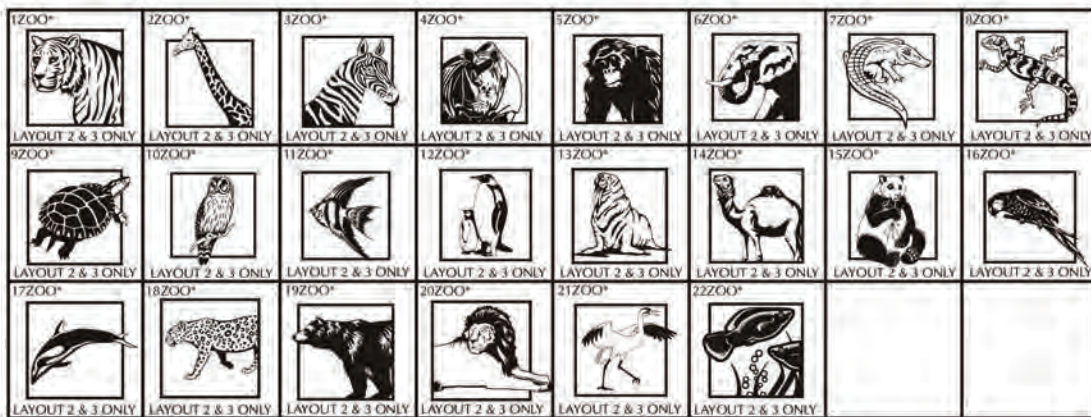 1ZOO* 2ZOO* 3ZOO* 4ZOO* 5ZOO* 6ZOO* 7ZOO* 8ZOO*
LAYOUT 2 & 3 ONLY LAYOUT 2 & 3 ONLY LAYOUT 2 & 3 ONLY LAYOUT 2 & 3 ONLY LAYOUT 2 & 3 ONLY LAYOUT 2 & 3 ONLY LAYOUT 2 & 3 ONLY LAYOUT 2 & 3 ONLY
9ZOO* 10ZOO* 11ZOO* 12ZOO* 13ZOO* 14ZOO* 15ZOO* 16ZOO*
LAYOUT 2 & 3 ONLY LAYOUT 2 & 3 ONLY LAYOUT 2 & 3 ONLY LAYOUT 2 & 3 ONLY LAYOUT 2 & 3 ONLY LAYOUT 2 & 3 ONLY LAYOUT 2 & 3 ONLY LAYOUT 2 & 3 ONLY
17ZOO* 18ZOO* 19ZOO* 20ZOO* 21ZOO* 22ZOO*
LAYOUT 2 & 3 ONLY LAYOUT 2 & 3 ONLY LAYOUT 2 & 3 ONLY LAYOUT 2 & 3 ONLY LAYOUT 2 & 3 ONLY LAYOUT 2 & 3 ONLY